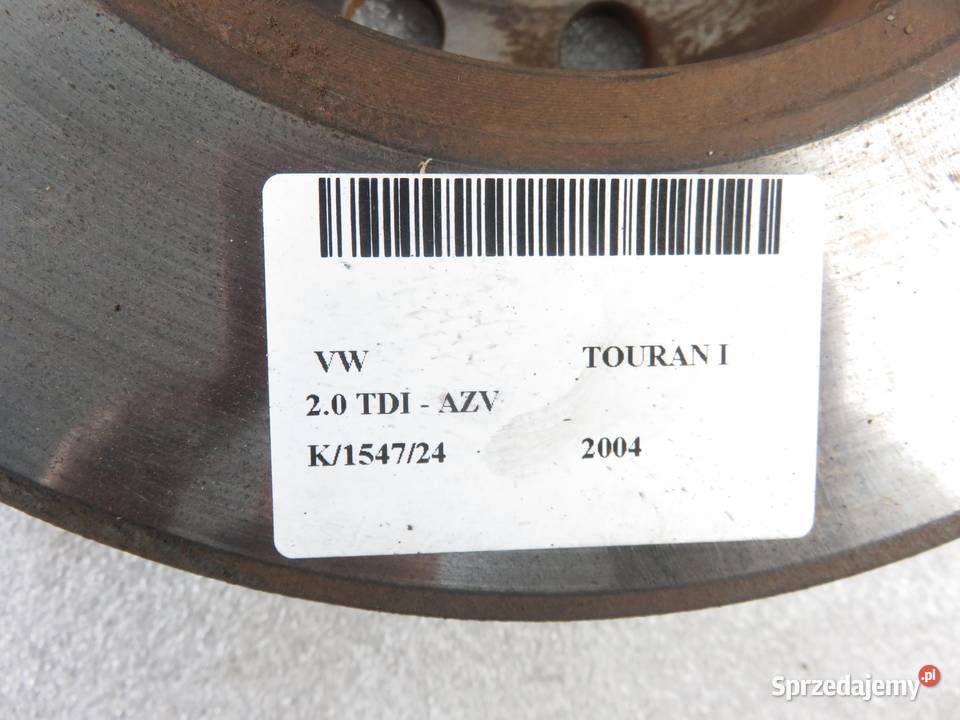 VW TOURAN I
2.0 TDI - AZV
K/1547/24 2004
Sprzedajemy.pl